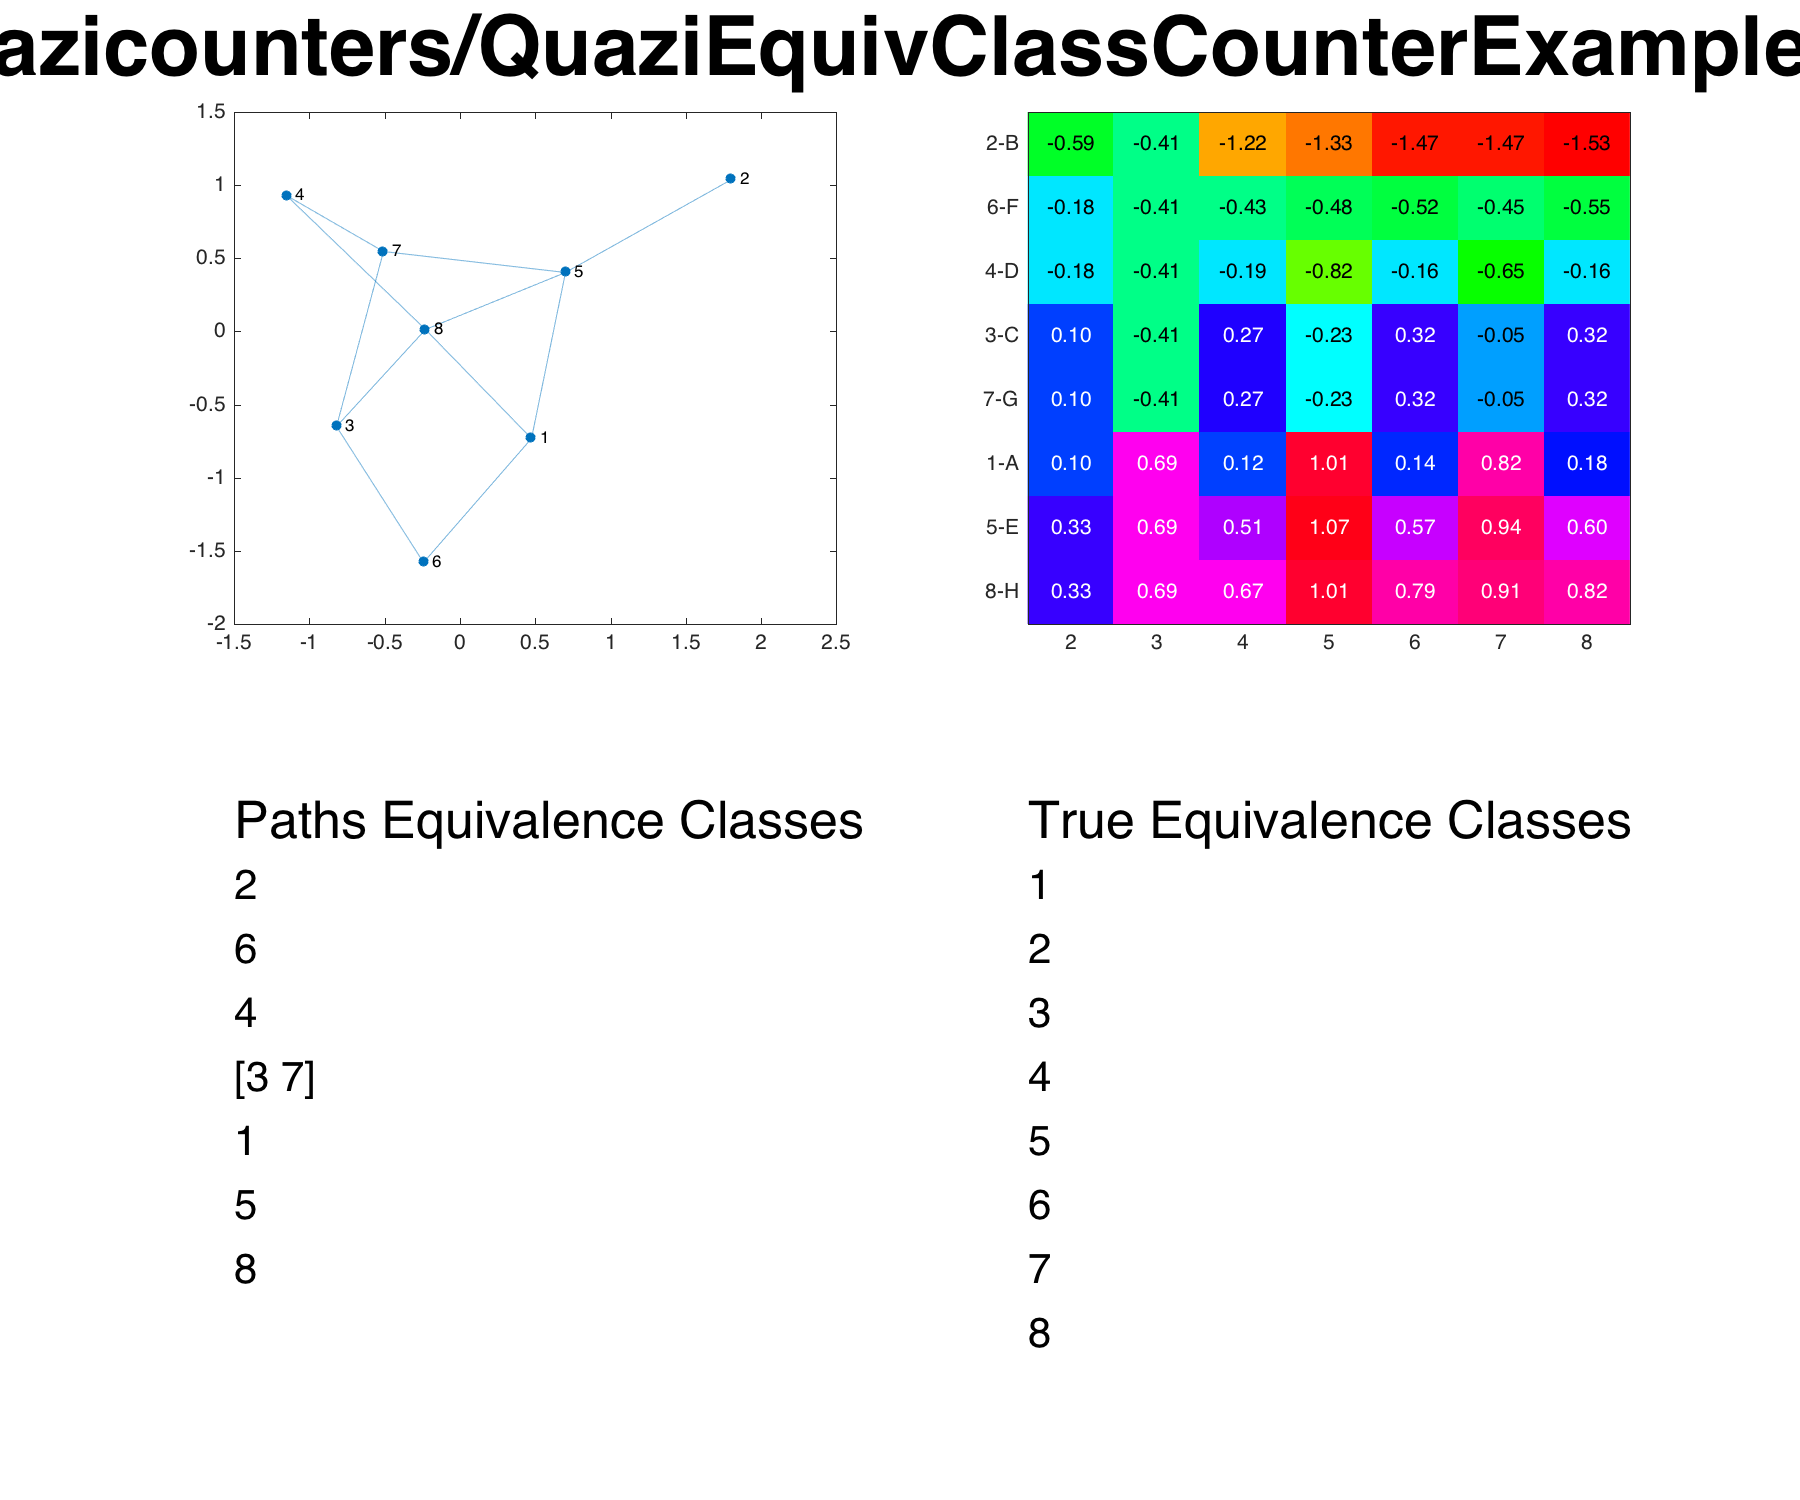 azicounters/QuaziEquivClassCounterExample
1.5
1
0.5
0
-0.5
-1
-1.5
-2
-1.5 -1 -0.5 0 0.5 1 1.5 2 2.5
4
2
7
5
8
3
1
6
2-B -0.59 -0.41 -1.22 -1.33 -1.47 -1.47 -1.53
6-F -0.18 -0.41 -0.43 -0.48 -0.52 -0.45 -0.55
4-D -0.18 -0.41 -0.19 -0.82 -0.16 -0.65 -0.16
3-C 0.10 -0.41 0.27 -0.23 0.32 -0.05 0.32
7-G 0.10 -0.41 0.27 -0.23 0.32 -0.05 0.32
1-A 0.10 0.69 0.12 1.01 0.14 0.82 0.18
5-E 0.33 0.69 0.51 1.07 0.57 0.94 0.60
8-H 0.33 0.69 0.67 1.01 0.79 0.91 0.82
2 3 4 5 6 7 8
Paths Equivalence Classes
2
6
4
[3 7]
1
5
8
True Equivalence Classes
1
2
3
4
5
6
7
8